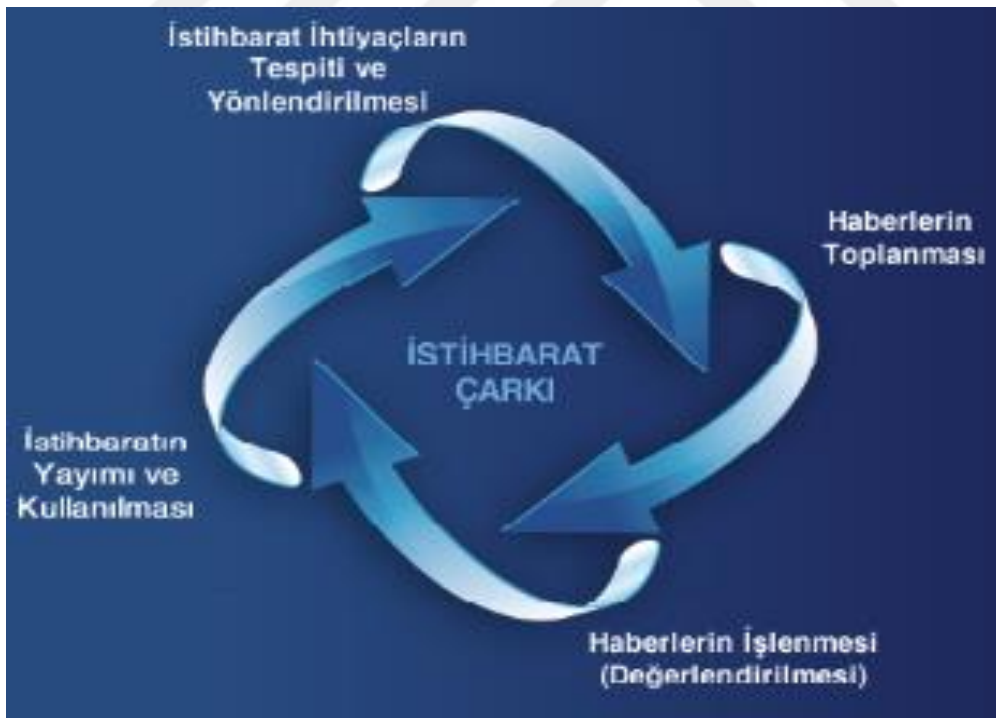 İstihbarat İhtiyaçların
Tespiti ve
Yönlendirilmesi
Haberlerin
Toplanması
İSTİHBARAT
ÇARKI
İstihbaratın
Yayımı ve
Kullanılması
Haberlerin İşlenmesi
(Değerlendirilmesi)